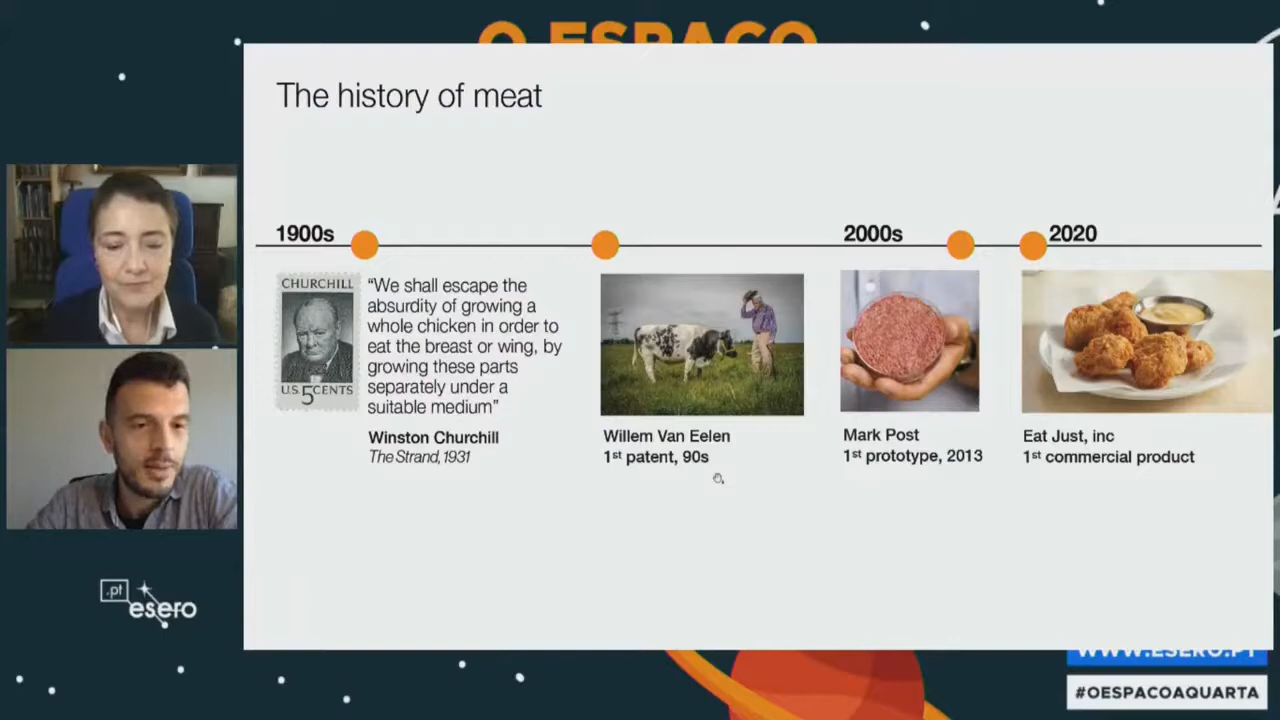 O ESPAÇO
The history of meat
1900s
2000s
2020
CHURCHILL
U.S. 5 CENTS
“We shall escape the
absurdity of growing a
whole chicken in order to
eat the breast or wing, by
growing these parts
separately under a
suitable medium”
Winston Churchill
The Strand, 1931
Willem Van Eelen
1st patent, 90s
Mark Post
1st prototype, 2013
Eat Just, inc
1st commercial product
.pt
esero
WWW.ESERO.PT
#OESPACOAQUARTA